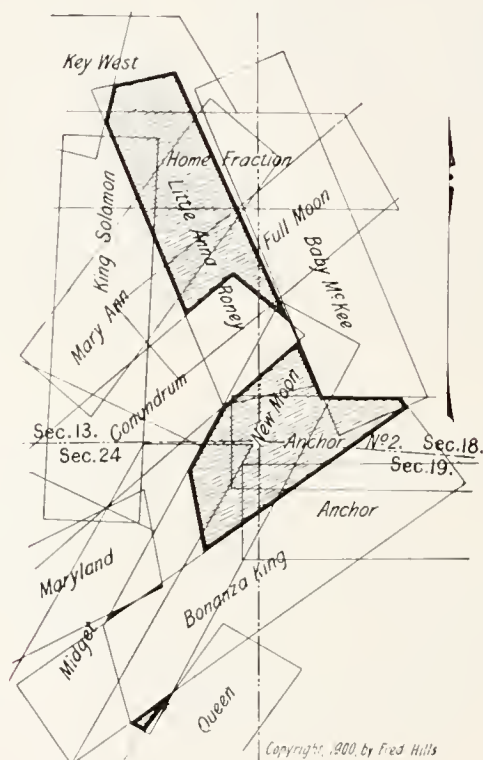 Key West
Home Fraction
Little Anna Roney
Full Moon
Baby McKee
King Solamon
Mary Ann
Conundrum
New Moon
Sec.13.
Sec.24
Anchor Nº2.
Sec.18.
Sec.19.
Anchor
Maryland
Bonanza King
Midget
Queen
Copyright, 1900, by Fred Hills